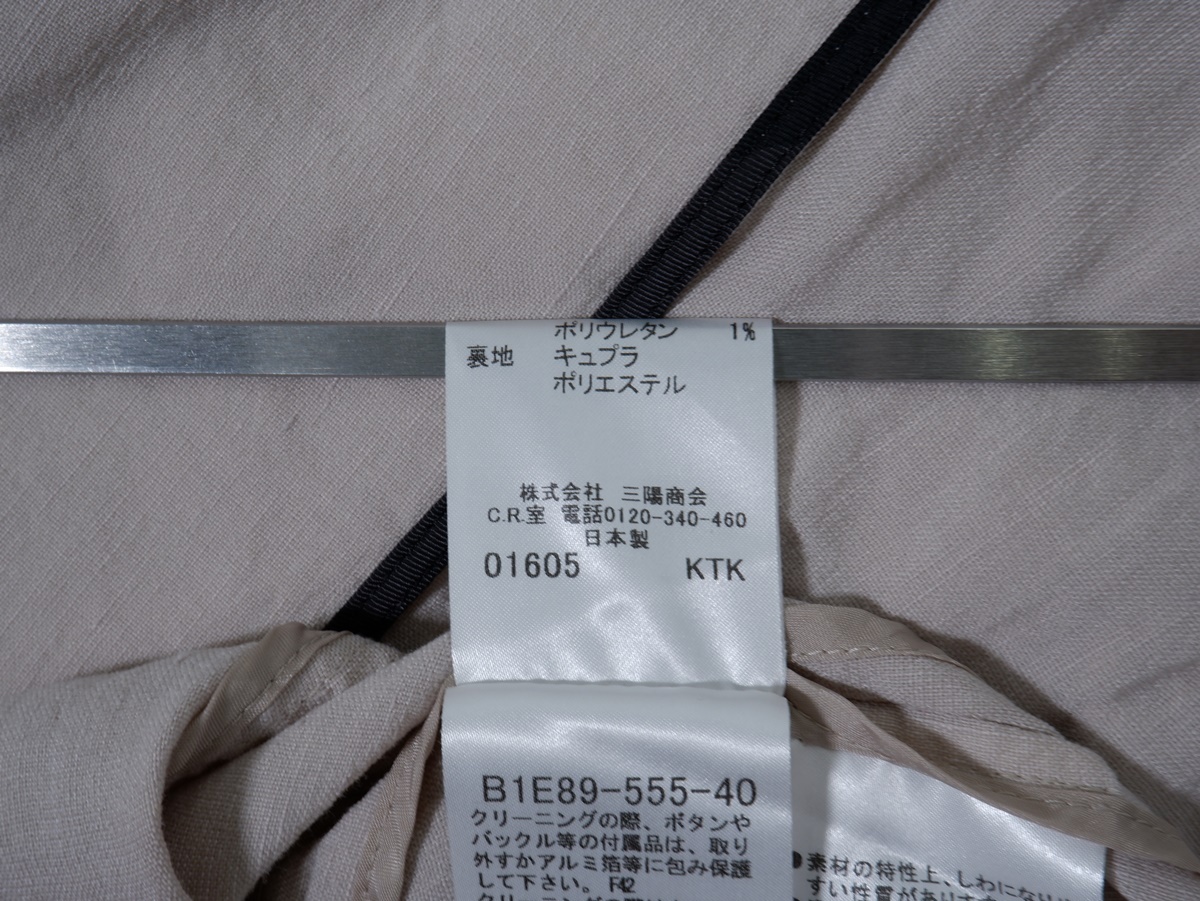 ポリウレタン 1%
裏地 キュプラ
ポリエステル
株式会社 三陽商会
C.R.室 電話0120-340-460
日本製
01605 KTK
B1E89-555-40
クリーニングの際、ボタンや
バックル等の付属品は、取り
外すかアルミ箔等に包み保護
して下さい。 F42
●素材の特性上、しわになりや
すい性質があります